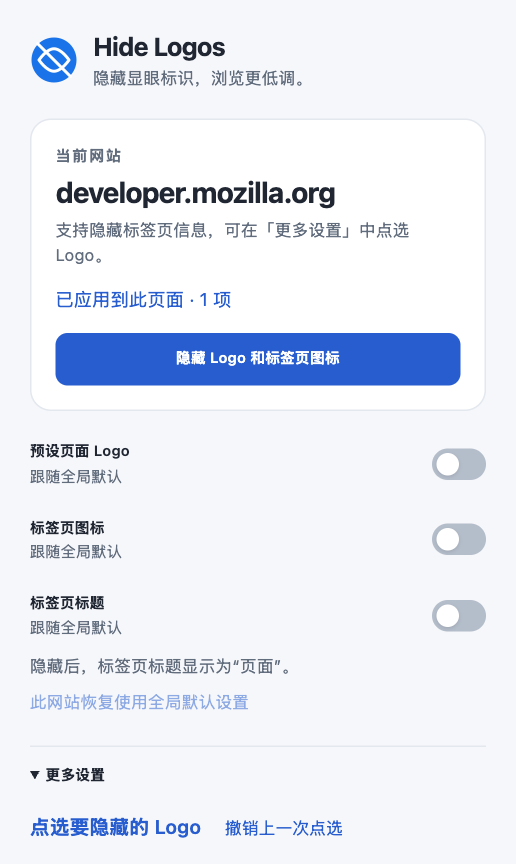 Hide Logos
隐藏显眼标识，浏览更低调。
当前网站
developer.mozilla.org
支持隐藏标签页信息，可在「更多设置」中点选
Logo。
已应用到此页面 · 1 项
隐藏 Logo 和标签页图标
预设页面 Logo
跟随全局默认
标签页图标
跟随全局默认
标签页标题
跟随全局默认
隐藏后，标签页标题显示为“页面”。
此网站恢复使用全局默认设置
▼ 更多设置
点选要隐藏的 Logo 撤销上一次点选